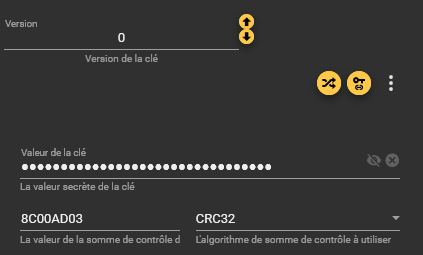 Version
0
Version de la clé
Valeur de la clé
••••••••••••••••••••••••••••••••
La valeur secrète de la clé
8C00AD03 CRC32
La valeur de la somme de contrôle d L'algorithme de somme de contrôle à utiliser